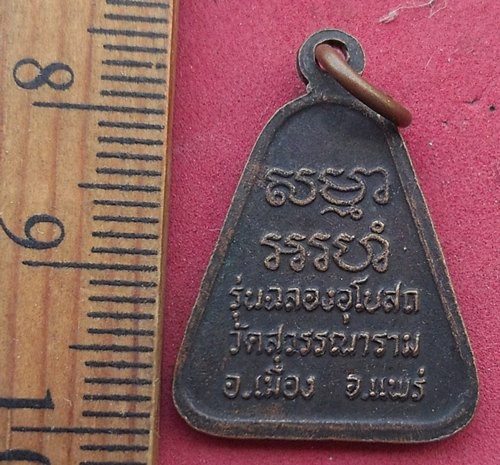 8
9
1
รุ่นฉลองอุโบสถ
วัดสุวรรณาราม
อ.เมือง จ.แพร่